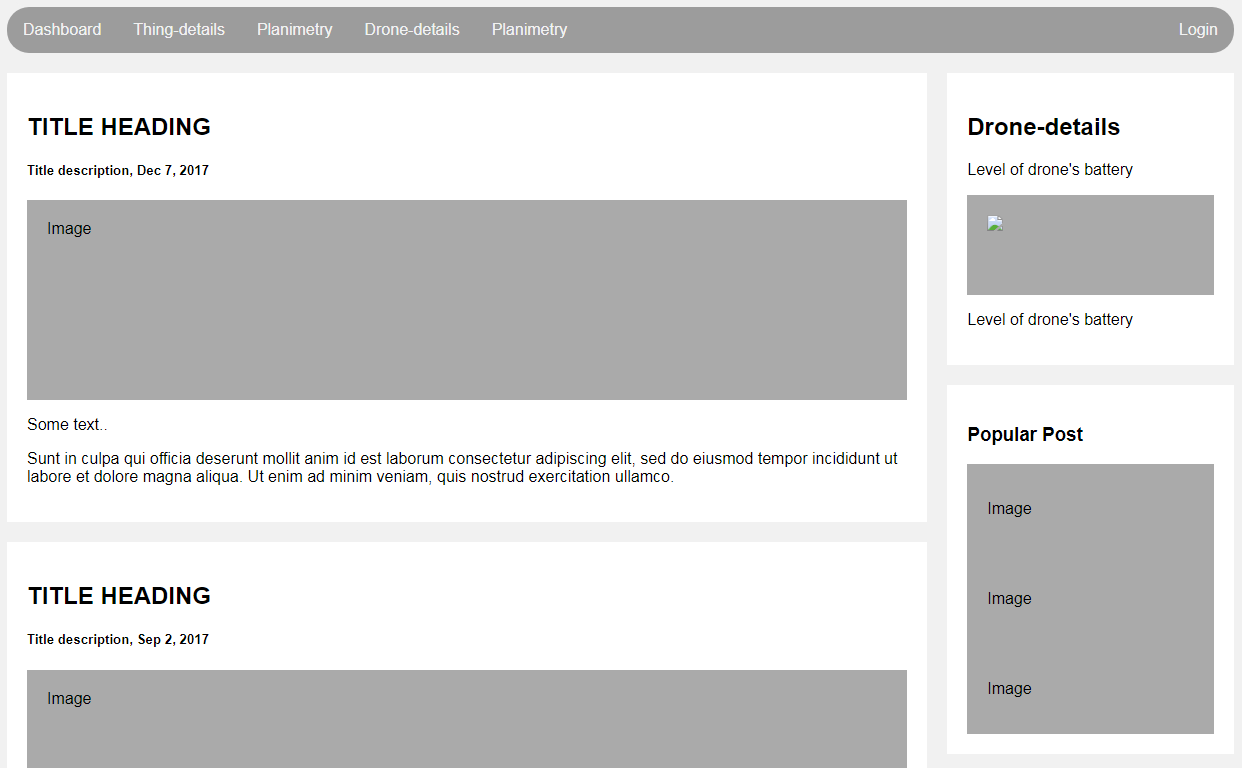 Dashboard Thing-details Planimetry Drone-details Planimetry Login
TITLE HEADING
Title description, Dec 7, 2017
Image
Some text..
Sunt in culpa qui officia deserunt mollit anim id est laborum consectetur adipiscing elit, sed do eiusmod tempor incididunt ut
labore et dolore magna aliqua. Ut enim ad minim veniam, quis nostrud exercitation ullamco.
TITLE HEADING
Title description, Sep 2, 2017
Image
Drone-details
Level of drone's battery
Level of drone's battery
Popular Post
Image
Image
Image